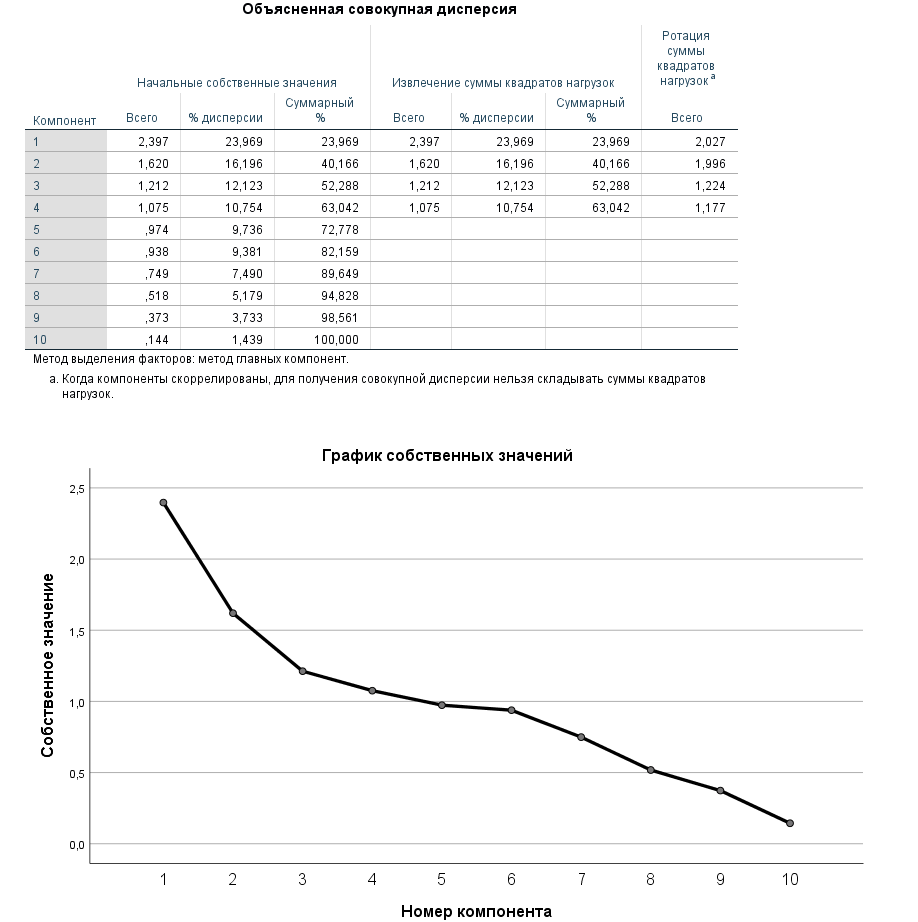 Объясненная совокупная дисперсия
Ротация
суммы
квадратов
нагрузок a
Начальные собственные значения Извлечение суммы квадратов нагрузок
Компонент Всего % дисперсии Суммарный % Всего % дисперсии Суммарный % Всего
1 2,397 23,969 23,969 2,397 23,969 23,969 2,027
2 1,620 16,196 40,166 1,620 16,196 40,166 1,996
3 1,212 12,123 52,288 1,212 12,123 52,288 1,224
4 1,075 10,754 63,042 1,075 10,754 63,042 1,177
5 ,974 9,736 72,778
6 ,938 9,381 82,159
7 ,749 7,490 89,649
8 ,518 5,179 94,828
9 ,373 3,733 98,561
10 ,144 1,439 100,000
Метод выделения факторов: метод главных компонент.
a. Когда компоненты скоррелированы, для получения совокупной дисперсии нельзя складывать суммы квадратов
нагрузок.
График собственных значений
Собственное значение
2,5
2,0
1,5
1,0
0,5
0,0
1 2 3 4 5 6 7 8 9 10
Номер компонента